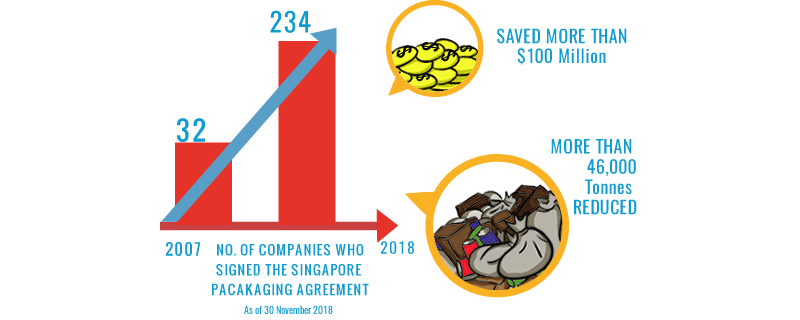 234
32
2007
NO. OF COMPANIES WHO
SIGNED THE SINGAPORE
PACAKAGING AGREEMENT
As of 30 November 2018
2018
SAVED MORE THAN
$100 Million
MORE THAN
46,000
Tonnes
REDUCED